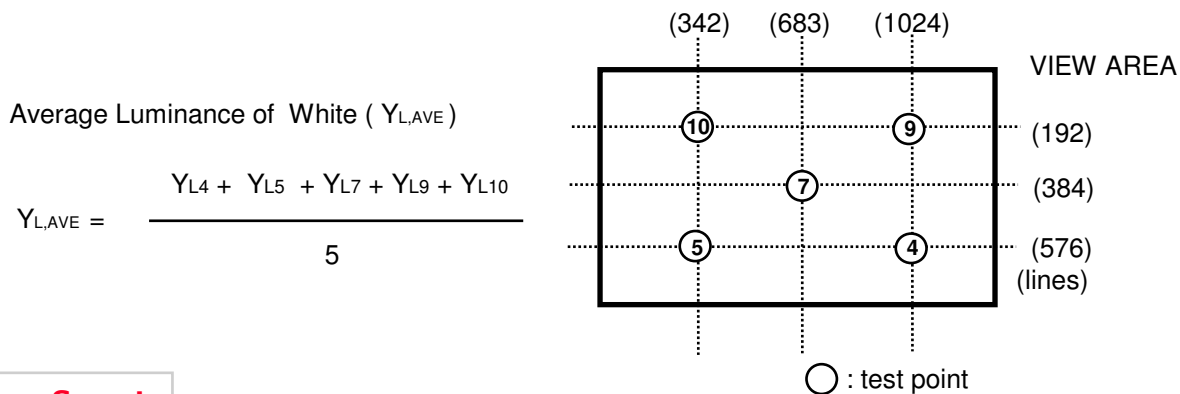 (342) (683) (1024)
VIEW AREA
Average Luminance of White ( YL,AVE )
10 9 (192)
YL4 + YL5 + YL7 + YL9 + YL10
7 (384)
YL,AVE =
5
5 4 (576)
(lines)
: test point